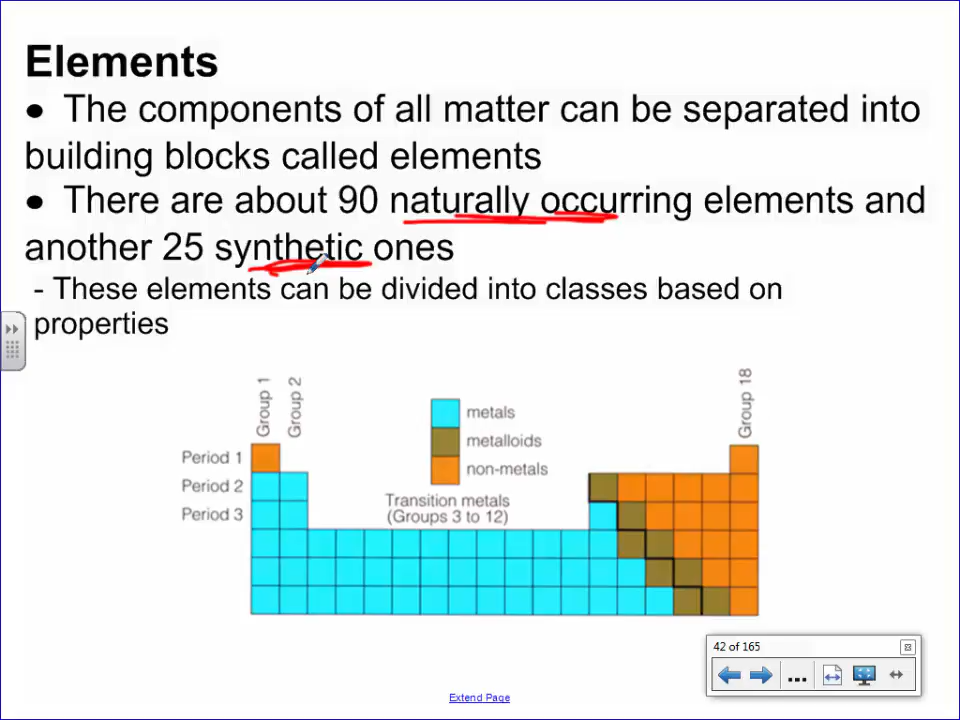 Elements
● The components of all matter can be separated into
building blocks called elements
● There are about 90 naturally occurring elements and
another 25 synthetic ones
- These elements can be divided into classes based on
properties
Group 1
Group 2
Group 18
metals
metalloids
non-metals
Period 1
Period 2
Period 3
Transition metals
(Groups 3 to 12)
42 of 165
...
Extend Page